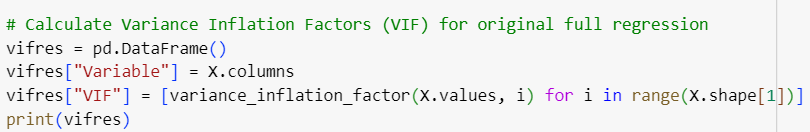 # Calculate Variance Inflation Factors (VIF) for original full regression
vifres = pd.DataFrame()
vifres["Variable"] = X.columns
vifres["VIF"] = [variance_inflation_factor(X.values, i) for i in range(X.shape[1])]
print(vifres)